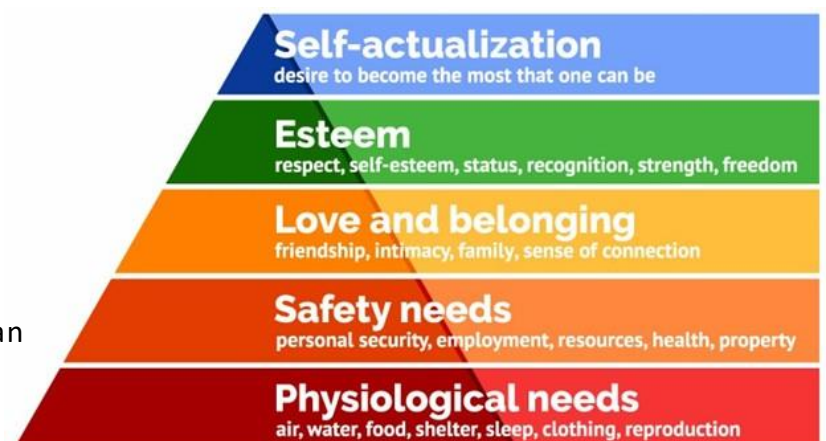 Self-actualization
desire to become the most that one can be
Esteem
respect, self-esteem, status, recognition, strength, freedom
Love and belonging
friendship, intimacy, family, sense of connection
Safety needs
personal security, employment, resources, health, property
an
Physiological needs
air, water, food, shelter, sleep, clothing, reproduction